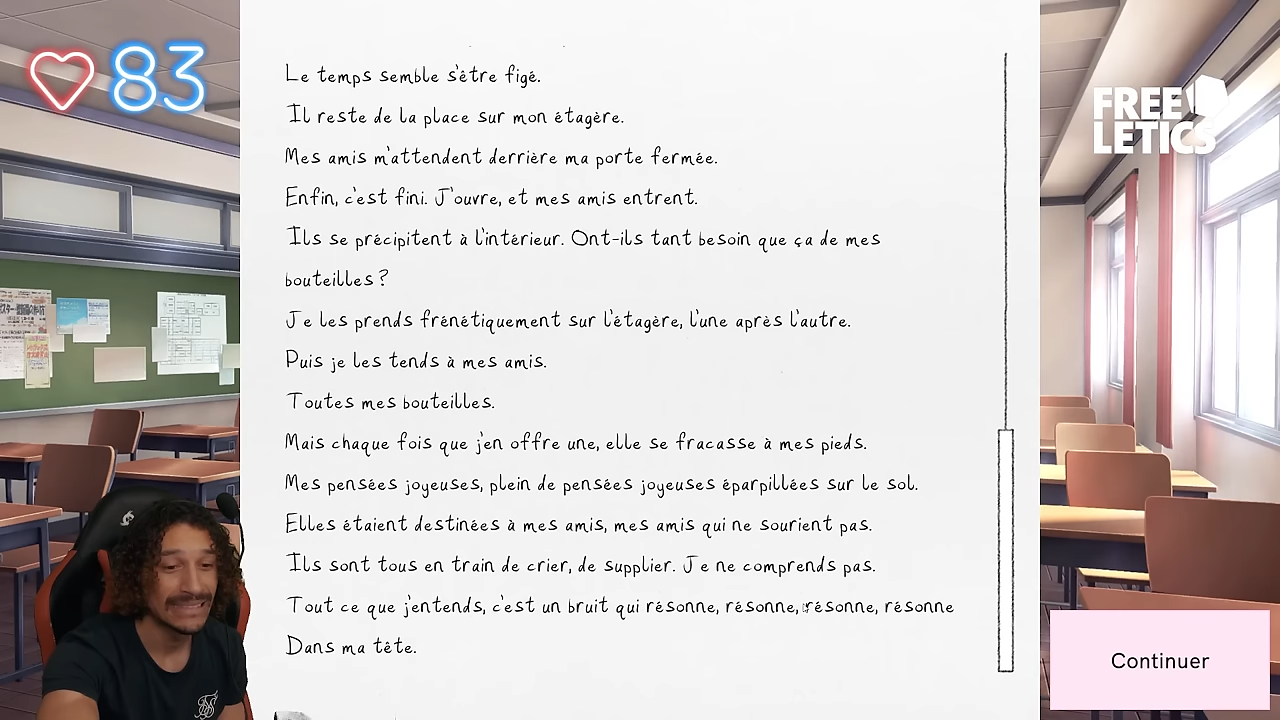 83
FREE
LETICS
Le temps semble s'être figé.
Il reste de la place sur mon étagère.
Mes amis m'attendent derrière ma porte fermée.
Enfin, c'est fini. J'ouvre, et mes amis entrent.
Ils se précipitent à l'intérieur. Ont-ils tant besoin que ça de mes
bouteilles ?
Je les prends frénétiquement sur l'étagère, l'une après l'autre.
Puis je les tends à mes amis.
Toutes mes bouteilles.
Mais chaque fois que j'en offre une, elle se fracasse à mes pieds.
Mes pensées joyeuses, plein de pensées joyeuses éparpillées sur le sol.
Elles étaient destinées à mes amis, mes amis qui ne sourient pas.
Ils sont tous en train de crier, de supplier. Je ne comprends pas.
Tout ce que j'entends, c'est un bruit qui résonne, résonne, résonne, résonne
Dans ma tête.
Continuer